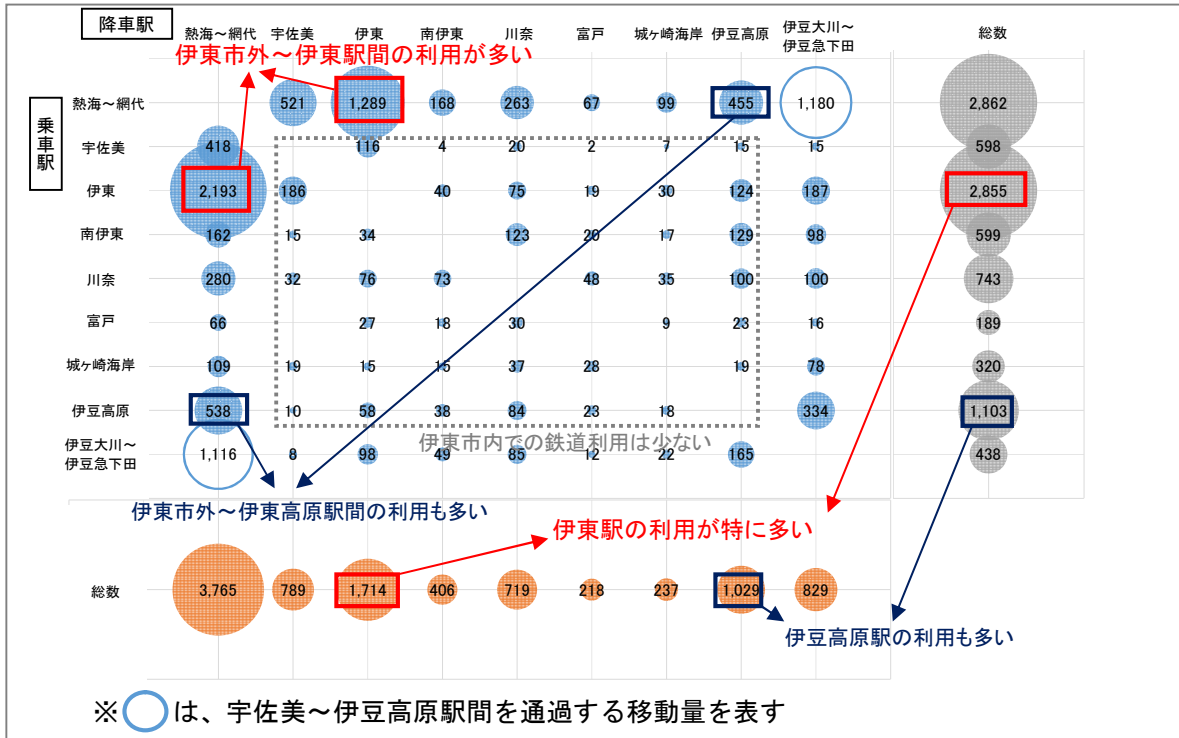 降車駅
熱海～網代 宇佐美 伊東 南伊東 川奈 富戸 城ヶ崎海岸 伊豆高原 伊豆大川～ 総数
伊豆急下田
伊東市外～伊東駅間の利用が多い
乗車駅
熱海～網代 521 1,289 168 263 67 99 455 1,180 2,862
宇佐美 418 116 4 20 2 7 15 15 598
伊東 2,193 186 40 75 19 30 124 187 2,855
南伊東 162 15 34 123 20 17 129 98 599
川奈 280 32 76 73 48 35 100 100 743
富戸 66 27 18 30 9 23 16 189
城ヶ崎海岸 109 19 15 15 37 28 19 78 320
伊豆高原 538 10 58 38 84 23 18 334 1,103
伊東市内での鉄道利用は少ない
伊豆大川～
伊豆急下田 1,116 8 98 49 85 12 22 165 438
伊東市外～伊東高原駅間の利用も多い
伊東駅の利用が特に多い
総数 3,765 789 1,714 406 719 218 237 1,029 829
伊豆高原駅の利用も多い
※ は、宇佐美～伊豆高原駅間を通過する移動量を表す